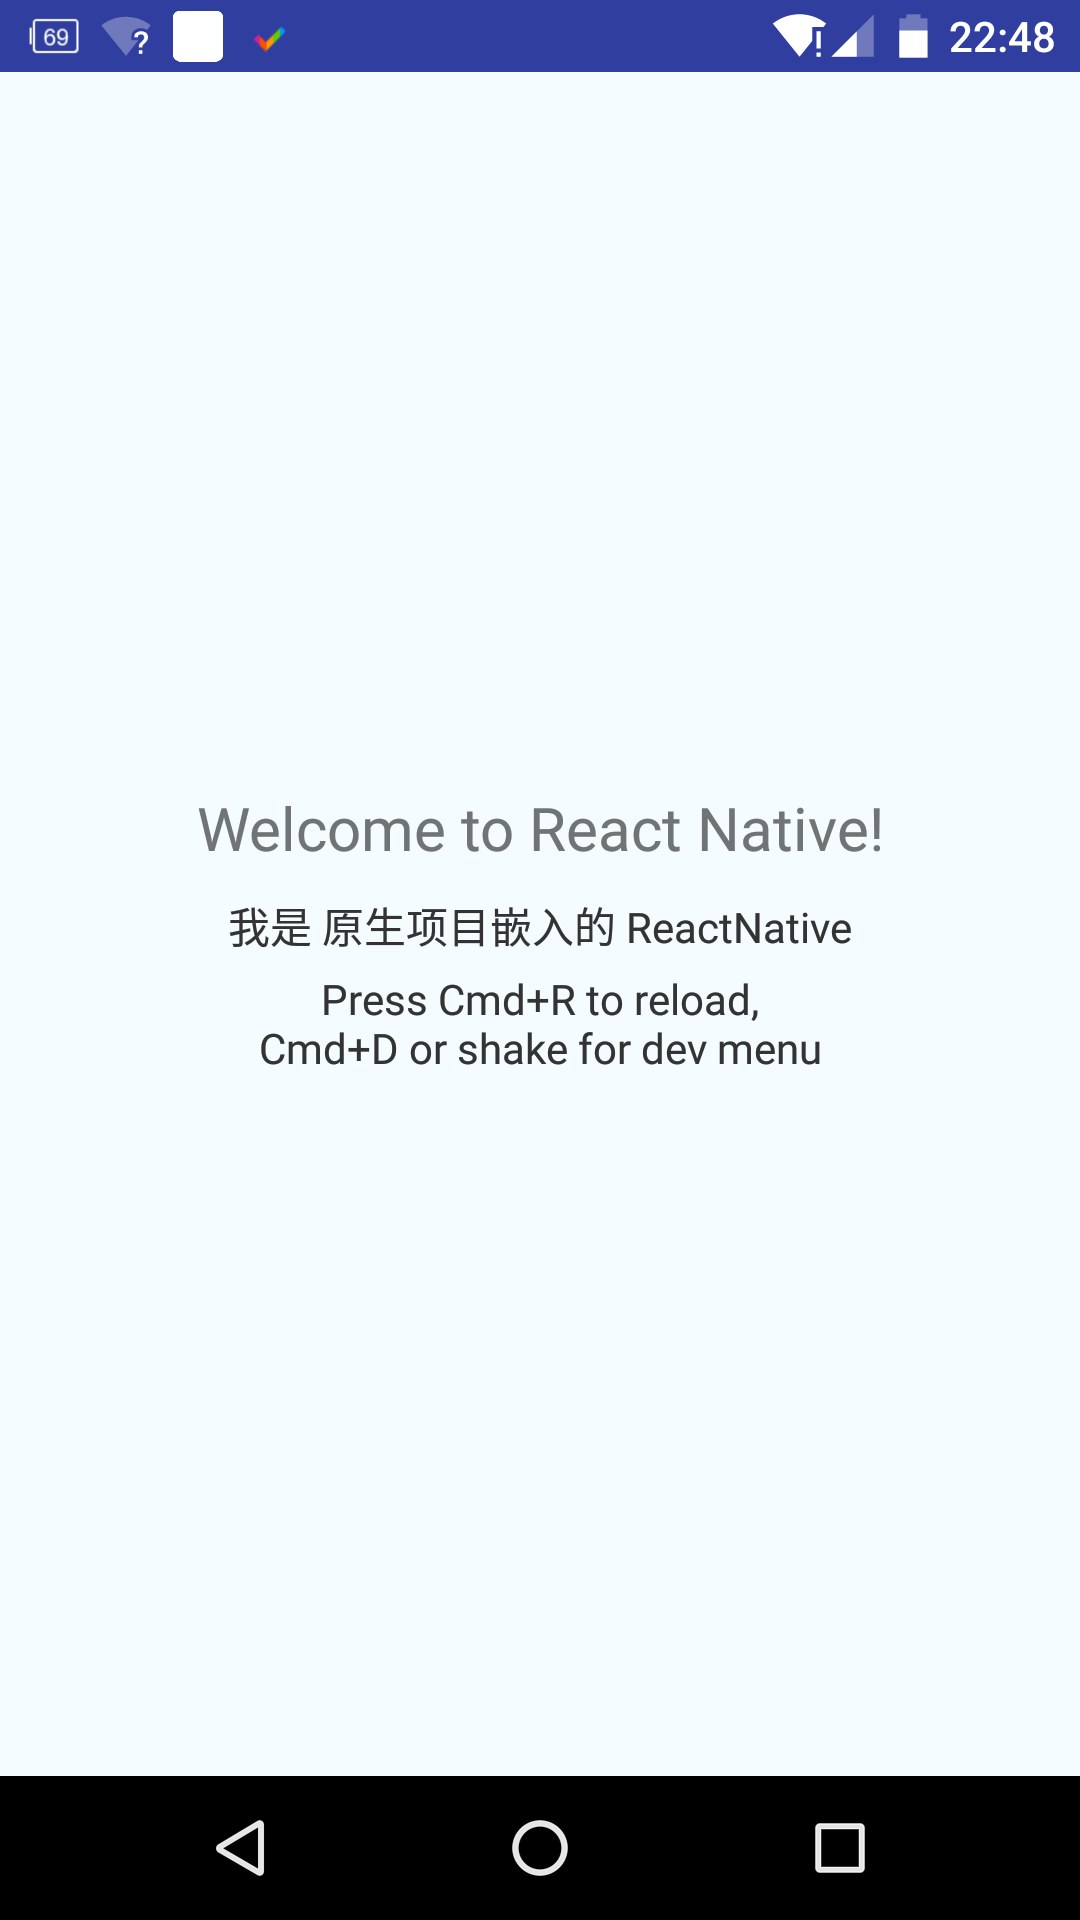 69
22:48
Welcome to React Native!
我是 原生项目嵌入的 ReactNative
Press Cmd+R to reload,
Cmd+D or shake for dev menu